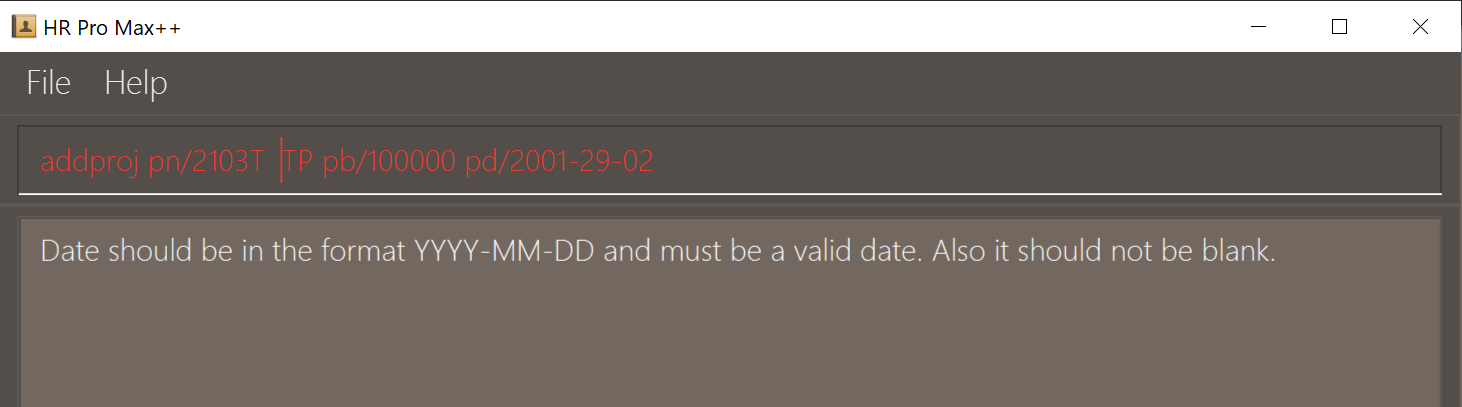 HR Pro Max++
File Help
addproj pn/2103T TP pb/100000 pd/2001-29-02
Date should be in the format YYYY-MM-DD and must be a valid date. Also it should not be blank.